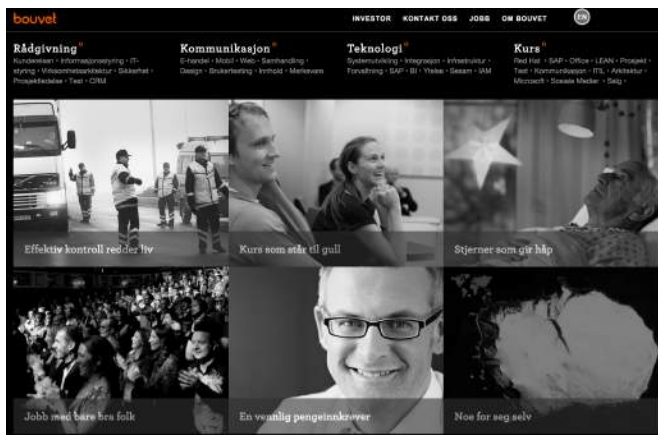 bouvet
INVESTOR KONTAKT OSS JOBB OM BOUVET EN
Rådgivning
Kundereisen • Informasjonsstyring • IT-
styring • Virksomhetsarkitektur • Sikkerhet •
Prosjektledelse • Test • CRM
Kommunikasjon
E-handel • Mobil • Web • Samhandling •
Design • Brukertesting • Innhold • Merkevare
Teknologi
Systemutvikling • Integrasjon • Infrastruktur •
Forvaltning • SAP • BI • Ytelse • Sesam • IAM
Kurs
Red Hat • SAP • Office • LEAN • Prosjekt •
Test • Kommunikasjon • ITIL • Arkitektur •
Microsoft • Sosiale Medier • Salg •
Effektiv kontroll redder liv
Kurs som står til gull
Stjerner som gir håp
Jobb med bare bra folk
En vennlig pengeinnkrever
Noe for seg selv